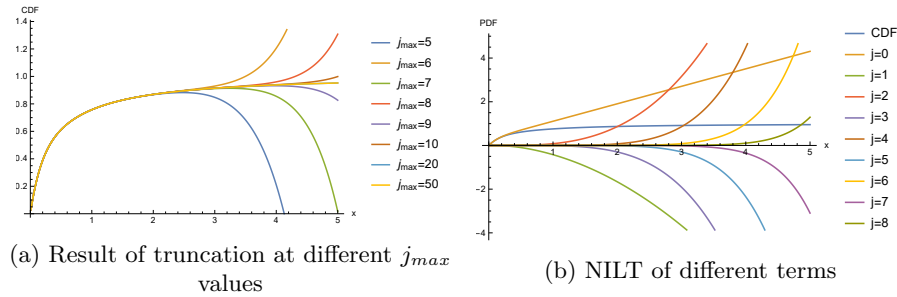 CDF
1.4
1.2
1.0
0.8
0.6
0.4
0.2
1
2
3
4
5
x
jmax=5
jmax=6
jmax=7
jmax=8
jmax=9
jmax=10
jmax=20
jmax=50
(a) Result of truncation at different jmax
values
PDF
4
2
-2
-4
1
2
3
4
5
x
CDF
j=0
j=1
j=2
j=3
j=4
j=5
j=6
j=7
j=8
(b) NILT of different terms